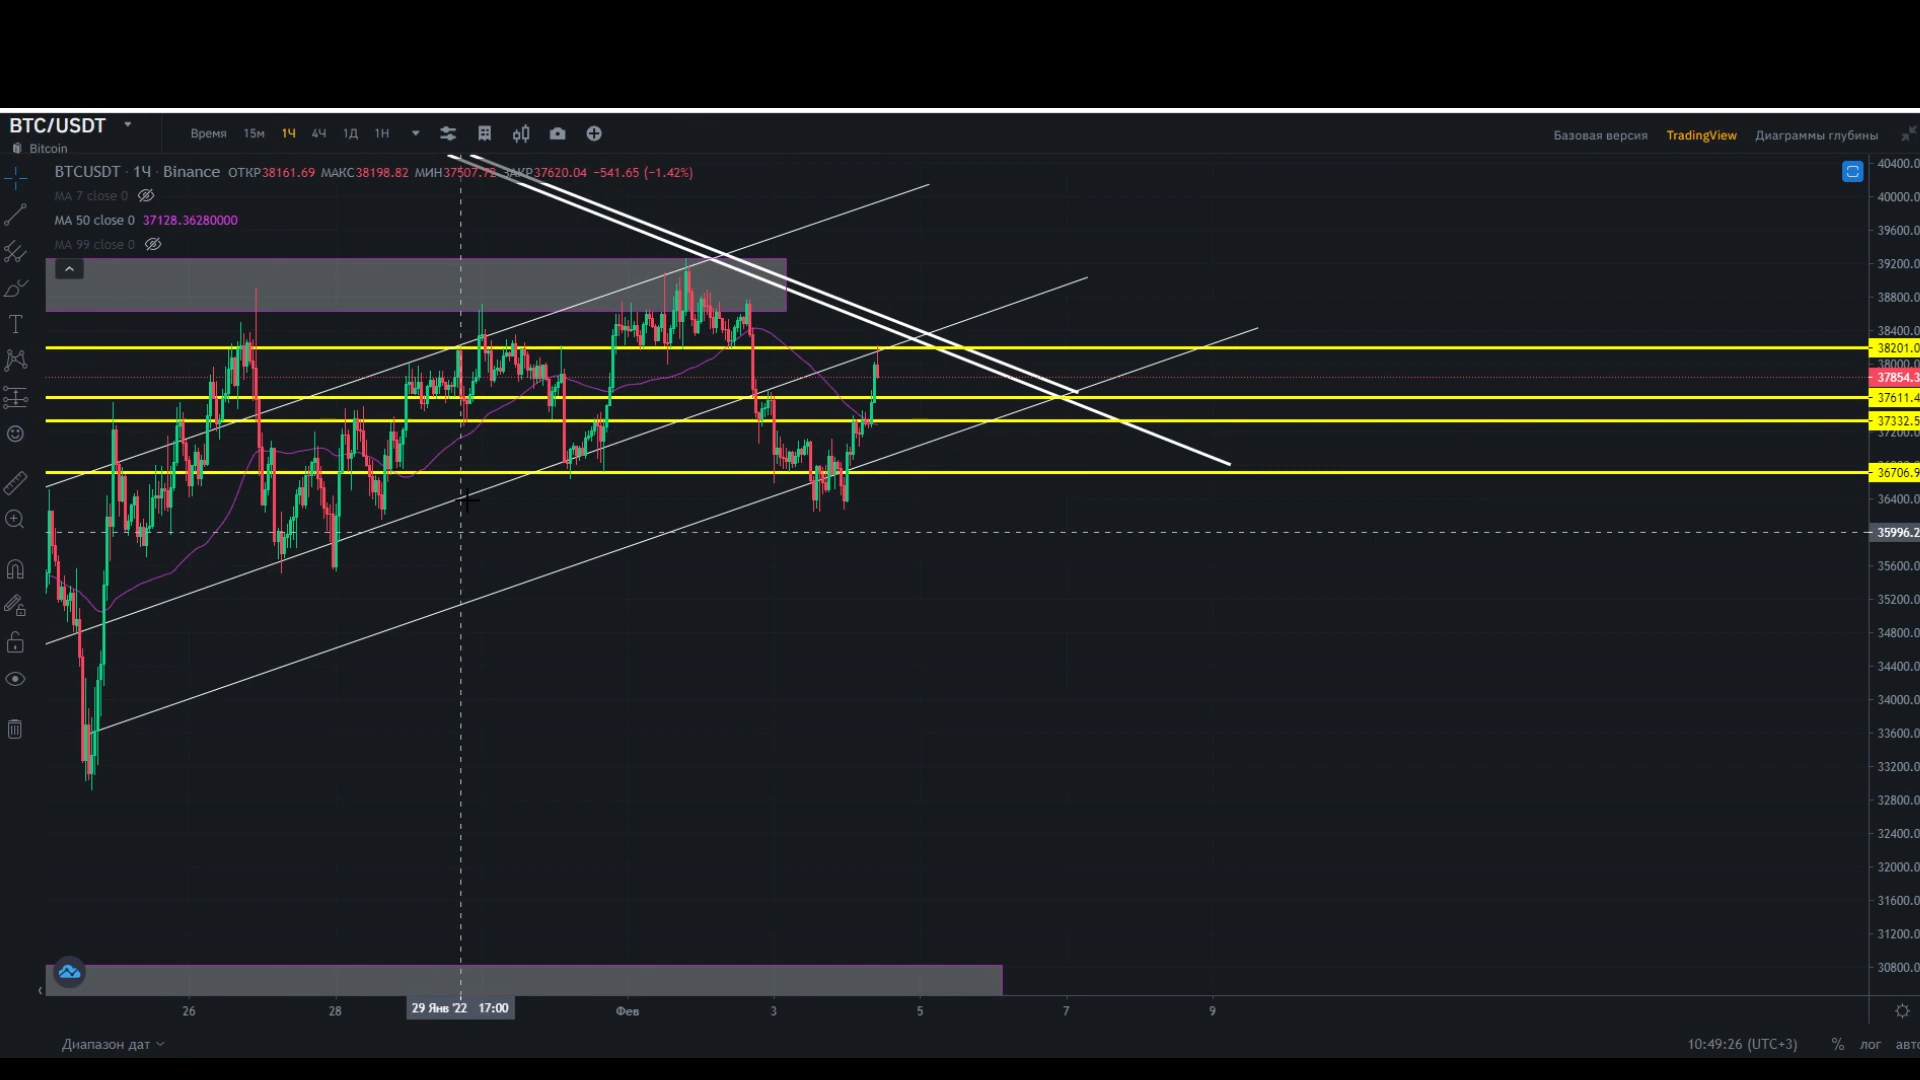 BTC/USDT
Bitcoin
Время 15м 1Ч 4Ч 1Д 1Н
Базовая версия TradingView Диаграммы глубины
BTCUSDT · 1Ч · Binance ОТКР38161.69 МАКС38198.82 МИН37507.72 ЗАКР37620.04 −541.65 (−1.42%)
MA 7 close 0
MA 50 close 0 37128.36280000
MA 99 close 0
40400.0
40000.0
39600.0
39200.0
38800.0
38400.0
38201.0
38000.0
37854.3
37611.4
37332.5
37200.0
36706.9
36400.0
35996.2
35600.0
35200.0
34800.0
34400.0
34000.0
33600.0
33200.0
32800.0
32400.0
32000.0
31600.0
31200.0
30800.0
26 28 29 Янв '22 17:00 Фев 3 5 7 9
Диапазон дат 10:49:26 (UTC+3) % лог авто